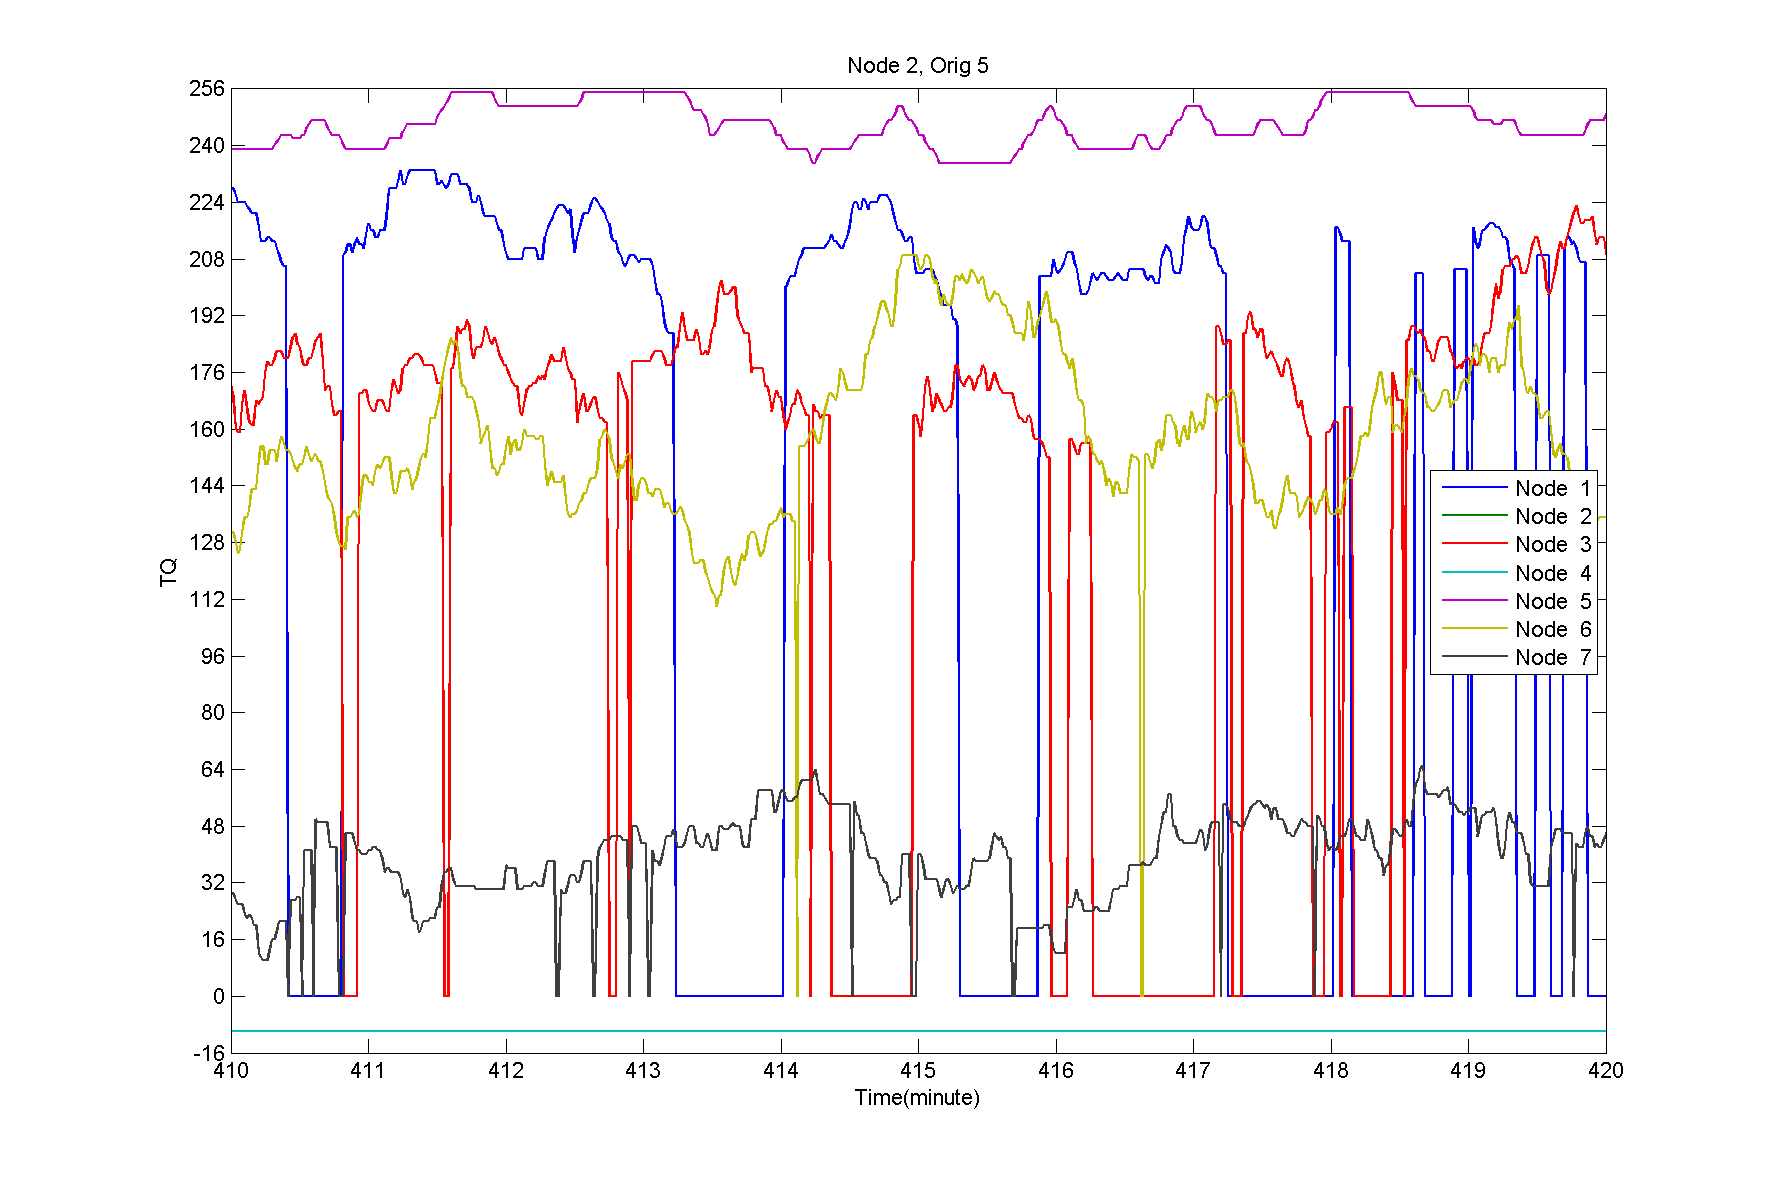 Node 2, Orig 5
256
240
224
208
192
176
160
144
128
112
96
80
64
48
32
16
0
-16
TQ
Node 1
Node 2
Node 3
Node 4
Node 5
Node 6
Node 7
410 411 412 413 414 415 416 417 418 419 420
Time(minute)